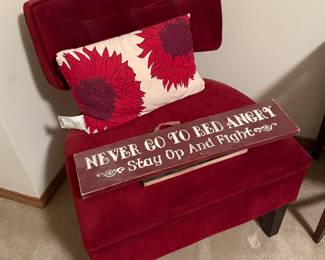 NEVER GO TO BED ANGRY
Stay Up And Fight